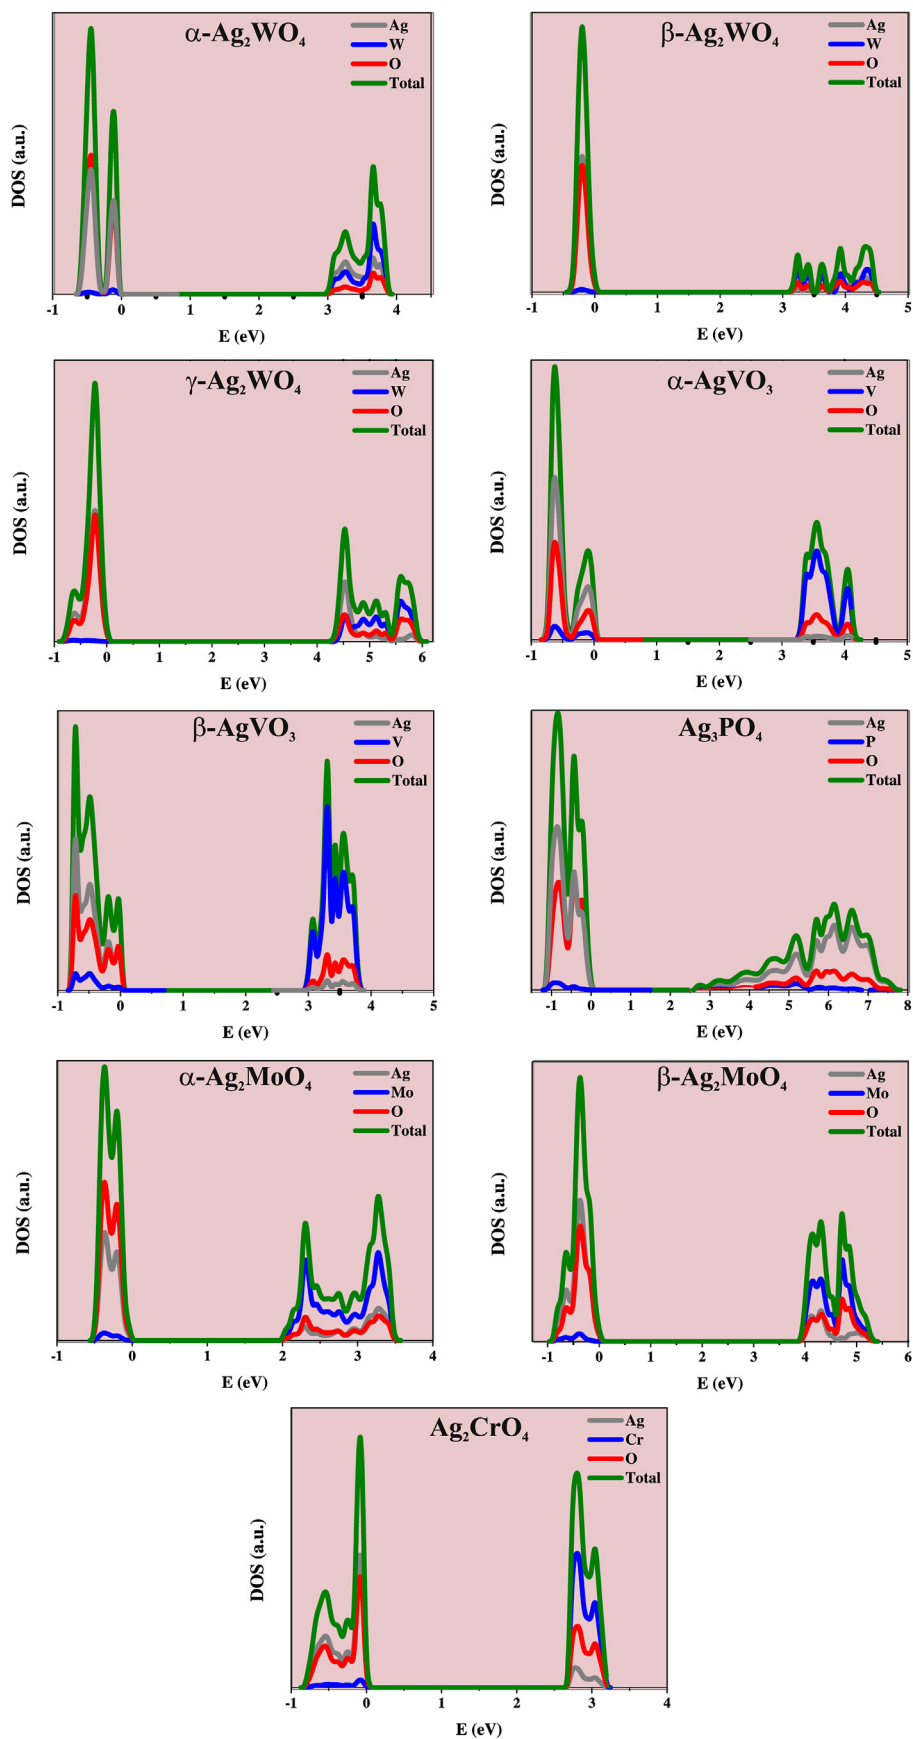 α-Ag₂WO₄
Ag
W
O
Total
DOS (a.u.)
-1 0 1 2 3 4
E (eV)
β-Ag₂WO₄
Ag
W
O
Total
DOS (a.u.)
-1 0 1 2 3 4 5
E (eV)
γ-Ag₂WO₄
Ag
W
O
Total
DOS (a.u.)
-1 0 1 2 3 4 5 6
E (eV)
α-AgVO₃
Ag
V
O
Total
DOS (a.u.)
-1 0 1 2 3 4 5
E (eV)
β-AgVO₃
Ag
V
O
Total
DOS (a.u.)
-1 0 1 2 3 4 5
E (eV)
Ag₃PO₄
Ag
P
O
Total
DOS (a.u.)
-1 0 1 2 3 4 5 6 7 8
E (eV)
α-Ag₂MoO₄
Ag
Mo
O
Total
DOS (a.u.)
-1 0 1 2 3 4
E (eV)
β-Ag₂MoO₄
Ag
Mo
O
Total
DOS (a.u.)
-1 0 1 2 3 4 5 6
E (eV)
Ag₂CrO₄
Ag
Cr
O
Total
DOS (a.u.)
-1 0 1 2 3 4
E (eV)